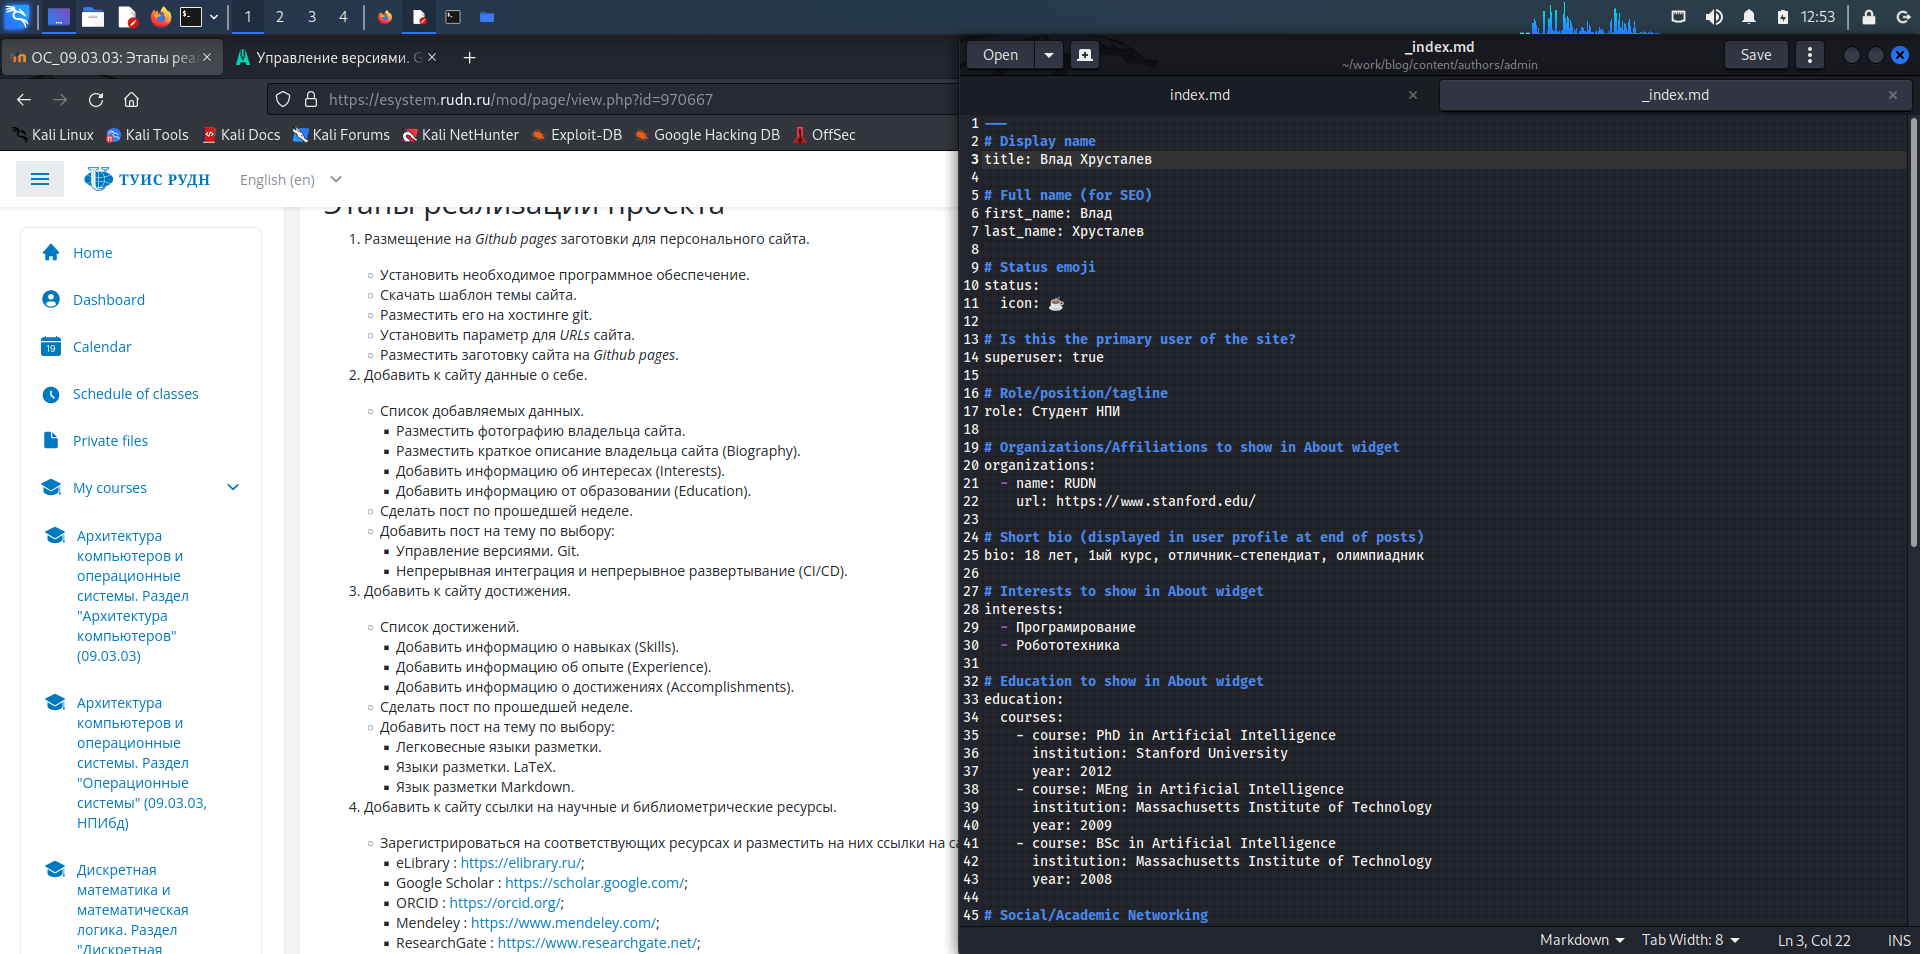 1
2
3
4
12:53
ОС_09.03.03: Этапы реа
Управление версиями. G
https://esystem.rudn.ru/mod/page/view.php?id=970667
Kali Linux
Kali Tools
Kali Docs
Kali Forums
Kali NetHunter
Exploit-DB
Google Hacking DB
OffSec
ТУИС РУДН
English (en)
Home
Dashboard
19
Calendar
Schedule of classes
Private files
My courses
Архитектура
компьютеров и
операционные
системы. Раздел
"Архитектура
компьютеров"
(09.03.03)
Архитектура
компьютеров и
операционные
системы. Раздел
"Операционные
системы" (09.03.03,
НПИбд)
Дискретная
математика и
математическая
логика. Раздел
"Дискретная
Этапы реализации проекта
1. Размещение на Github pages заготовки для персонального сайта.
Установить необходимое программное обеспечение.
Скачать шаблон темы сайта.
Разместить его на хостинге git.
Установить параметр для URLs сайта.
Разместить заготовку сайта на Github pages.
2. Добавить к сайту данные о себе.
Список добавляемых данных.
Разместить фотографию владельца сайта.
Разместить краткое описание владельца сайта (Biography).
Добавить информацию об интересах (Interests).
Добавить информацию от образовании (Education).
Сделать пост по прошедшей неделе.
Добавить пост на тему по выбору:
Управление версиями. Git.
Непрерывная интеграция и непрерывное развертывание (CI/CD).
3. Добавить к сайту достижения.
Список достижений.
Добавить информацию о навыках (Skills).
Добавить информацию об опыте (Experience).
Добавить информацию о достижениях (Accomplishments).
Сделать пост по прошедшей неделе.
Добавить пост на тему по выбору:
Легковесные языки разметки.
Языки разметки. LaTeX.
Язык разметки Markdown.
4. Добавить к сайту ссылки на научные и библиометрические ресурсы.
Зарегистрироваться на соответствующих ресурсах и разместить на них ссылки на са
eLibrary : https://elibrary.ru/;
Google Scholar : https://scholar.google.com/;
ORCID : https://orcid.org/;
Mendeley : https://www.mendeley.com/;
ResearchGate : https://www.researchgate.net/;
Open
_index.md
~/work/blog/content/authors/admin
Save
index.md
_index.md
1 ---
2 # Display name
3 title: Влад Хрусталев
4
5 # Full name (for SEO)
6 first_name: Влад
7 last_name: Хрусталев
8
9 # Status emoji
10 status:
11 icon: ☕
12
13 # Is this the primary user of the site?
14 superuser: true
15
16 # Role/position/tagline
17 role: Студент НПИ
18
19 # Organizations/Affiliations to show in About widget
20 organizations:
21 - name: RUDN
22 url: https://www.stanford.edu/
23
24 # Short bio (displayed in user profile at end of posts)
25 bio: 18 лет, 1ый курс, отличник-степендиат, олимпиадник
26
27 # Interests to show in About widget
28 interests:
29 - Програмирование
30 - Робототехника
31
32 # Education to show in About widget
33 education:
34 courses:
35 - course: PhD in Artificial Intelligence
36 institution: Stanford University
37 year: 2012
38 - course: MEng in Artificial Intelligence
39 institution: Massachusetts Institute of Technology
40 year: 2009
41 - course: BSc in Artificial Intelligence
42 institution: Massachusetts Institute of Technology
43 year: 2008
44
45 # Social/Academic Networking
Markdown
Tab Width: 8
Ln 3, Col 22
INS